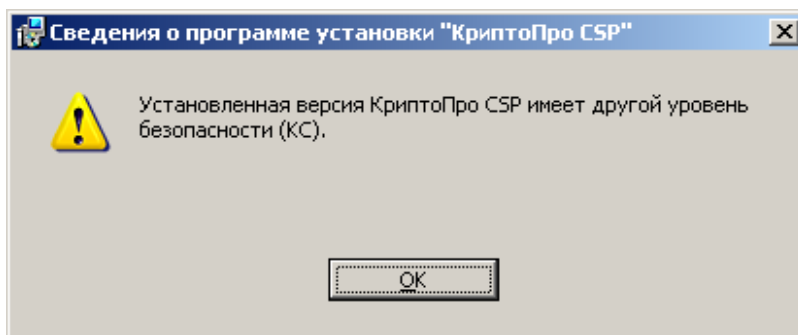 Сведения о программе установки "КриптоПро CSP"
Установленная версия КриптоПро CSP имеет другой уровень
безопасности (КС).
OK